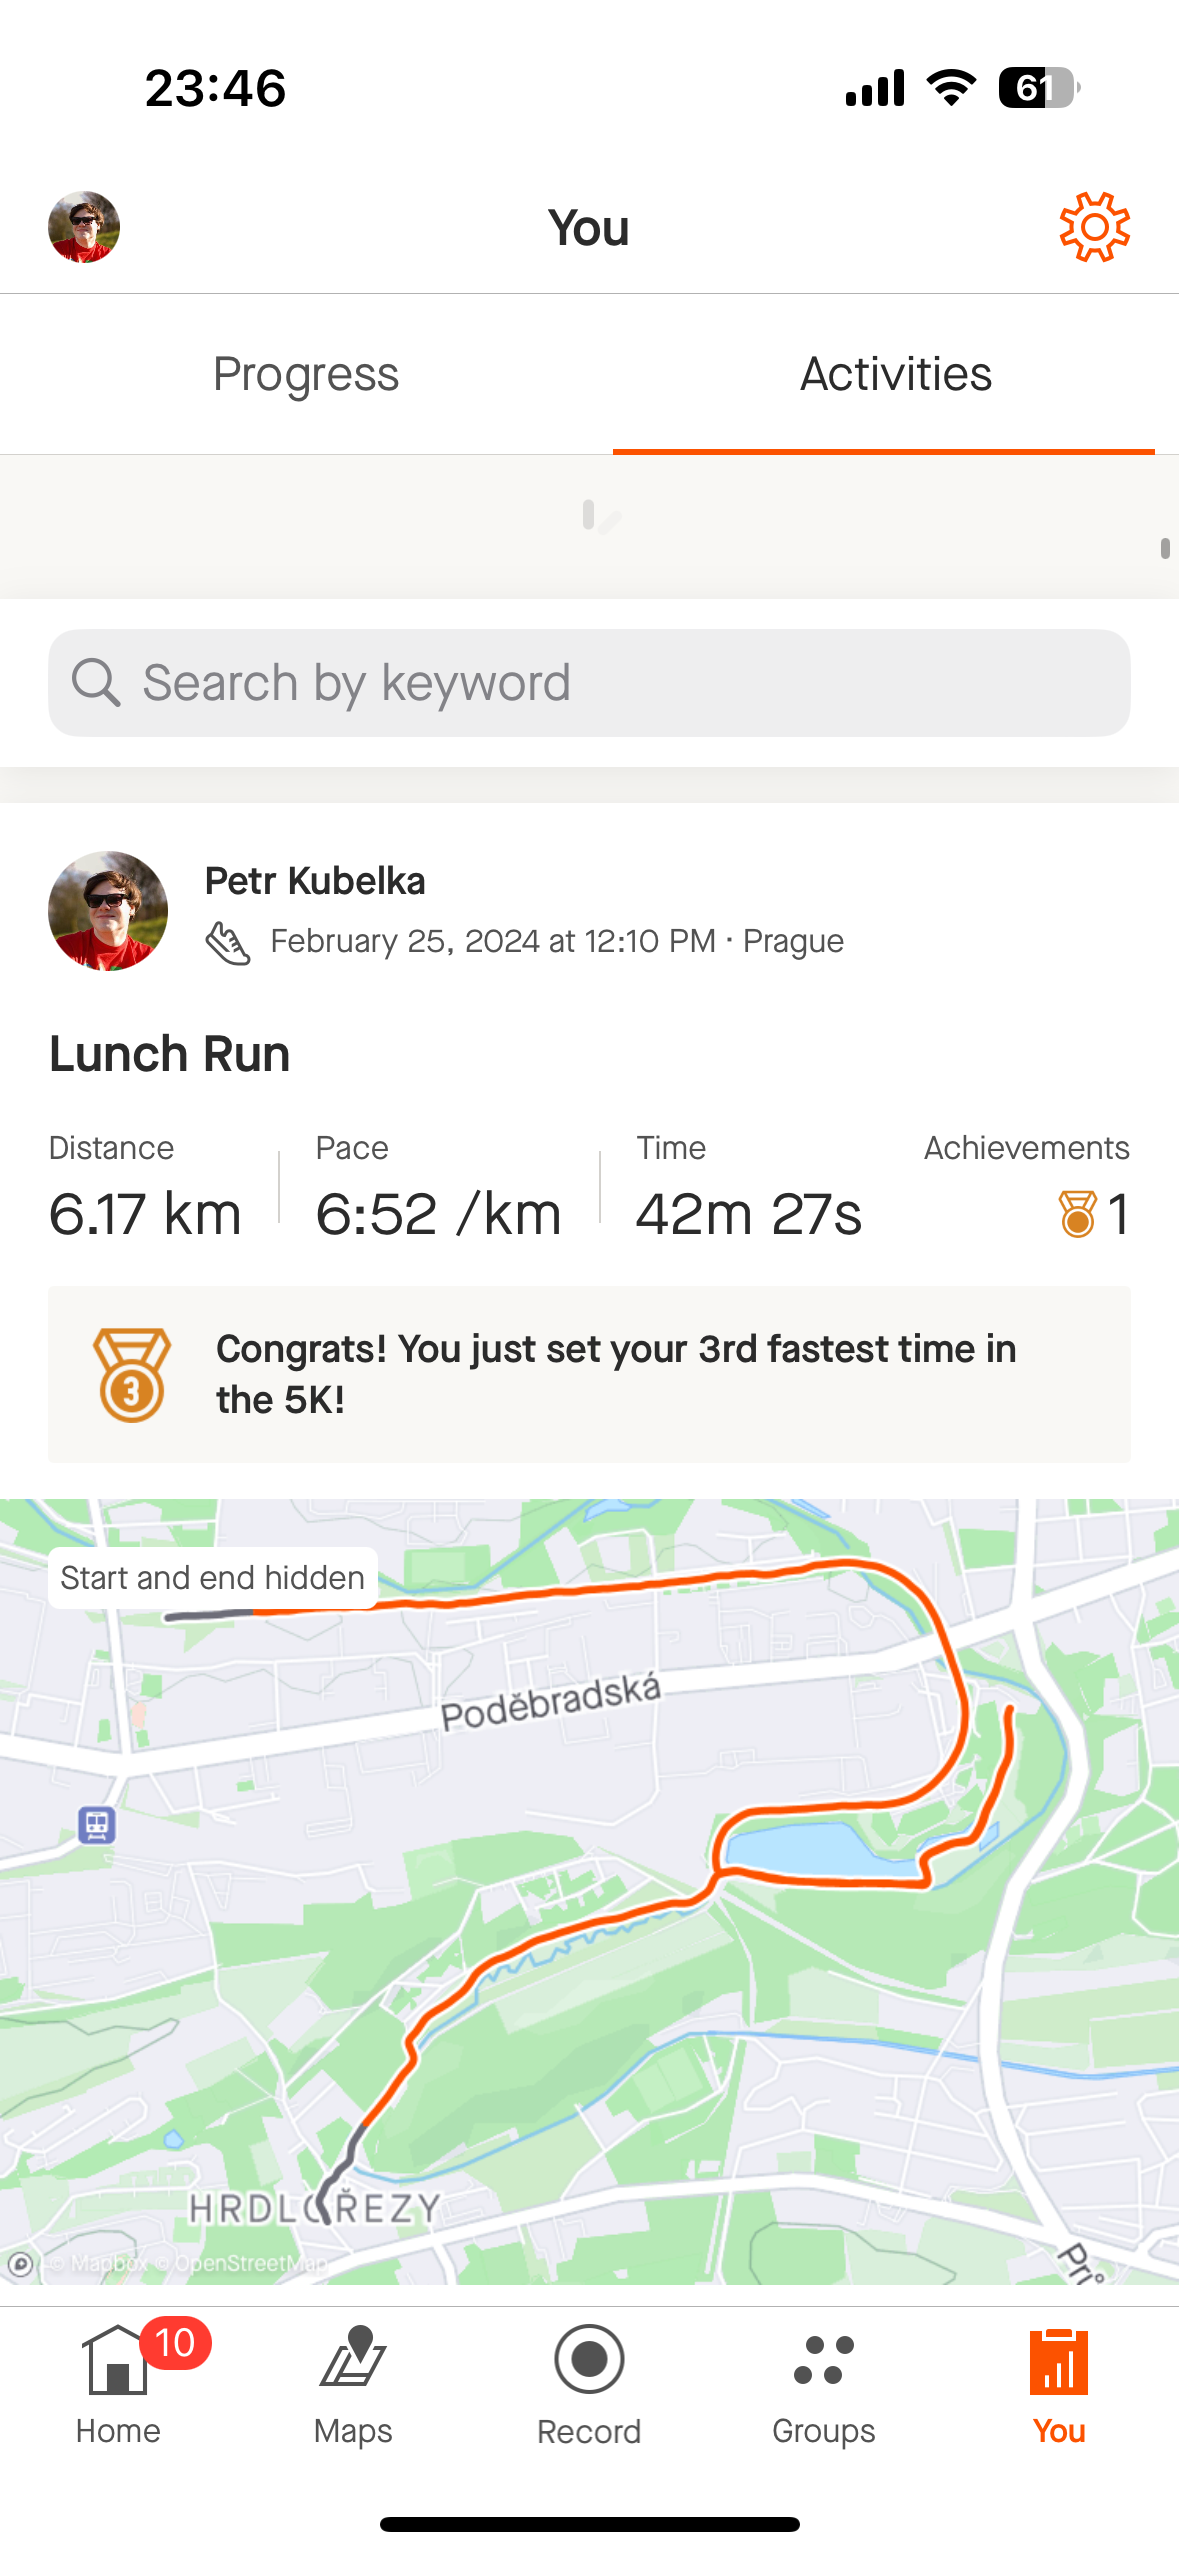 23:46
61
You
Progress
Activities
Search by keyword
Petr Kubelka
February 25, 2024 at 12:10 PM · Prague
Lunch Run
Distance
Pace
Time
Achievements
6.17 km
6:52 /km
42m 27s
1
3
Congrats! You just set your 3rd fastest time in
the 5K!
Start and end hidden
Poděbradská
HRDLOŘEZY
© Mapbox © OpenStreetMap
10
Home
Maps
Record
Groups
You